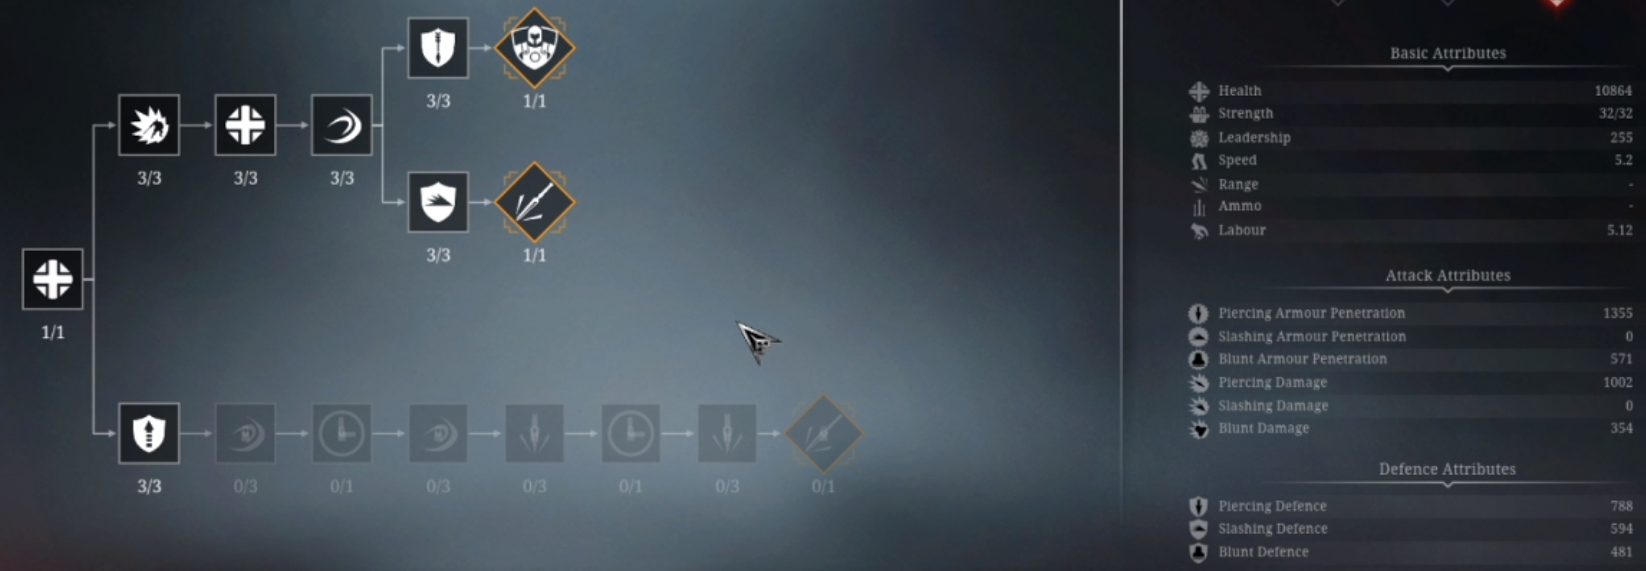 3/3 1/1
3/3 3/3 3/3
3/3 1/1
1/1
3/3 0/3 0/1 0/3 0/3 0/1 0/3 0/1
Basic Attributes
Health 10864
Strength 32/32
Leadership 255
Speed 5.2
Range -
Ammo -
Labour 5.12
Attack Attributes
Piercing Armour Penetration 1355
Slashing Armour Penetration 0
Blunt Armour Penetration 571
Piercing Damage 1002
Slashing Damage 0
Blunt Damage 354
Defence Attributes
Piercing Defence 788
Slashing Defence 594
Blunt Defence 481